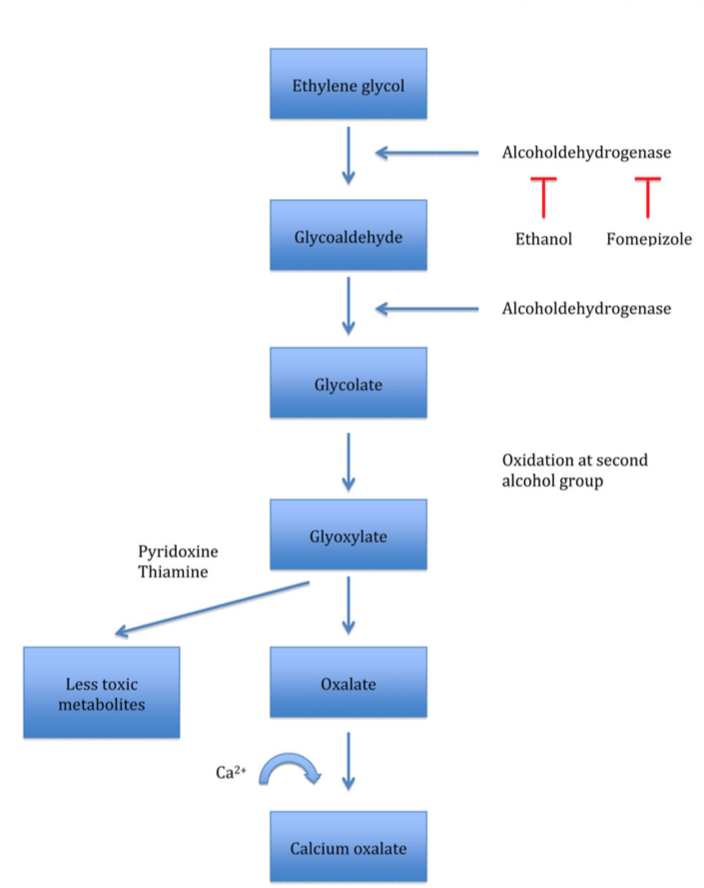 Ethylene glycol
Alcoholdehydrogenase
Glycoaldehyde
Ethanol
Fomepizole
Alcoholdehydrogenase
Glycolate
Oxidation at second
alcohol group
Glyoxylate
Pyridoxine
Thiamine
Less toxic
metabolites
Oxalate
Ca²⁺
Calcium oxalate